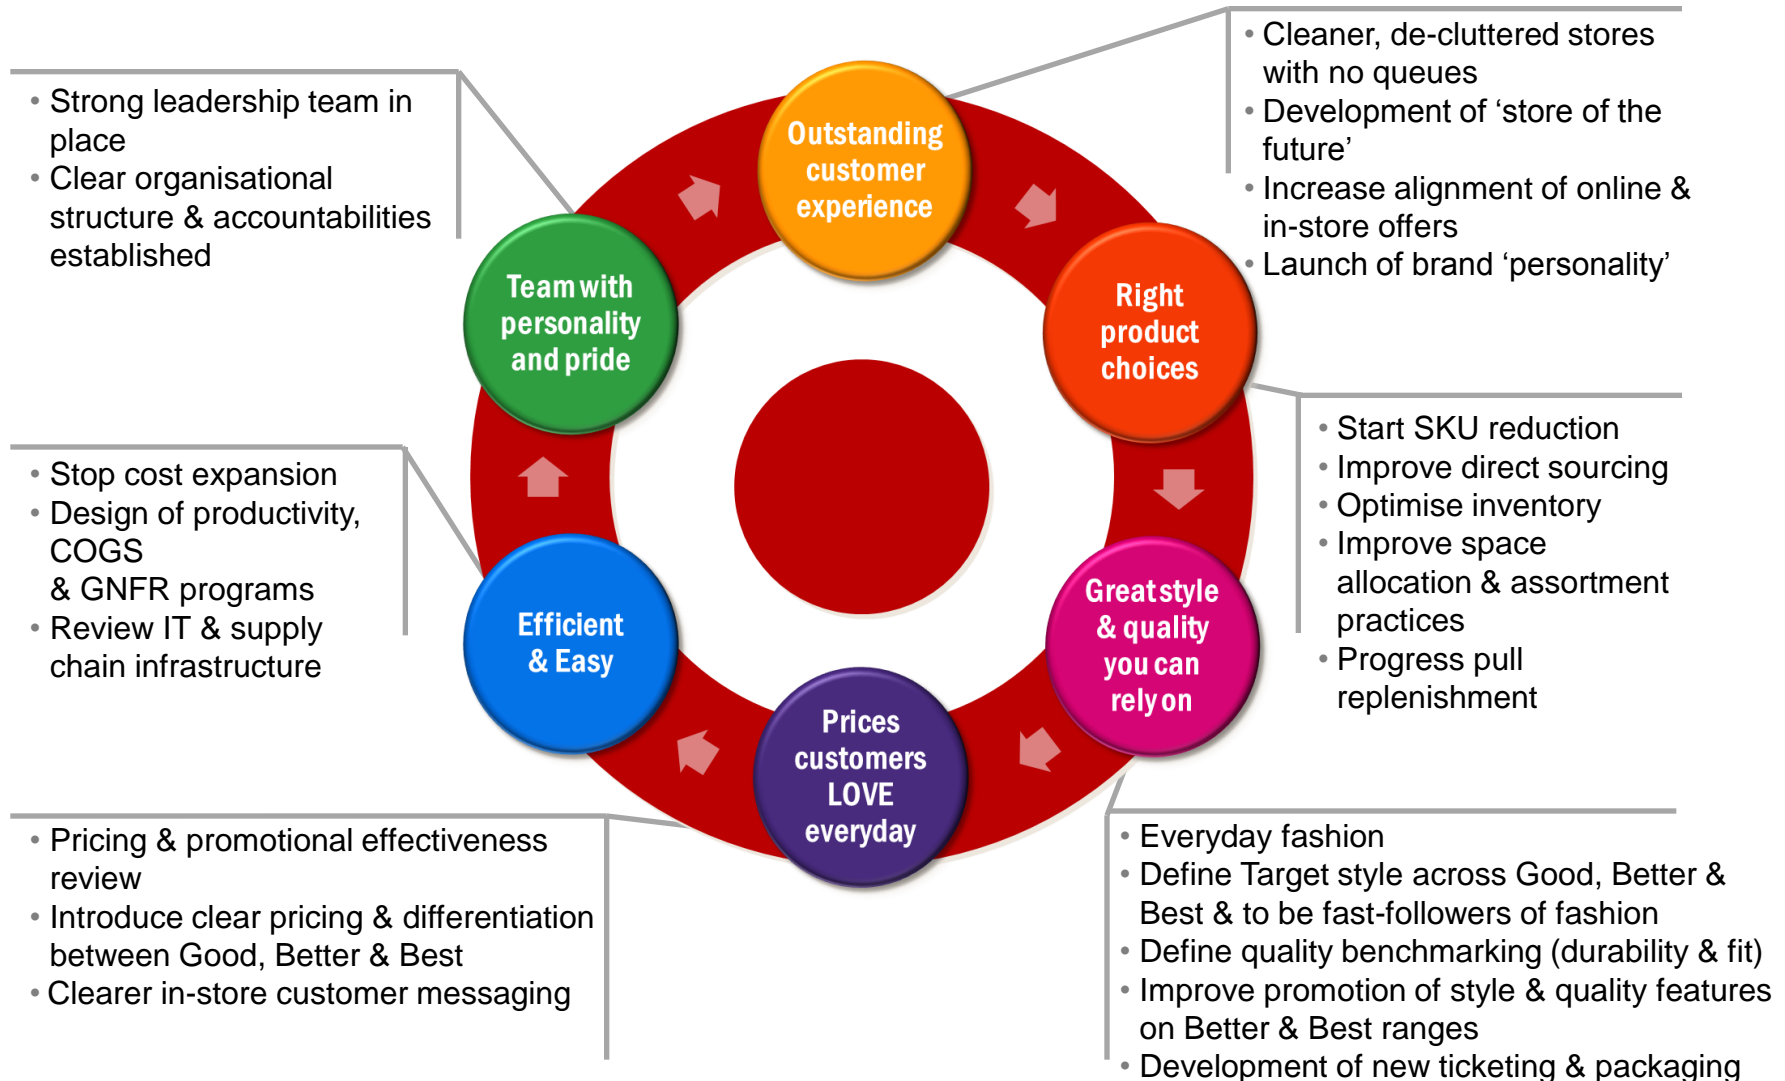 • Strong leadership team in
place
• Clear organisational
structure & accountabilities
established
Outstanding
customer
experience
• Cleaner, de-cluttered stores
with no queues
• Development of ‘store of the
future’
• Increase alignment of online &
in-store offers
• Launch of brand ‘personality’
Team with
personality
and pride
Right
product
choices
• Stop cost expansion
• Design of productivity,
COGS
& GNFR programs
• Review IT & supply
chain infrastructure
• Start SKU reduction
• Improve direct sourcing
• Optimise inventory
• Improve space
allocation & assortment
practices
• Progress pull
replenishment
Efficient
& Easy
Great style
& quality
you can
rely on
Prices
customers
LOVE
everyday
• Pricing & promotional effectiveness
review
• Introduce clear pricing & differentiation
between Good, Better & Best
• Clearer in-store customer messaging
• Everyday fashion
• Define Target style across Good, Better &
Best & to be fast-followers of fashion
• Define quality benchmarking (durability & fit)
• Improve promotion of style & quality features
on Better & Best ranges
• Development of new ticketing & packaging